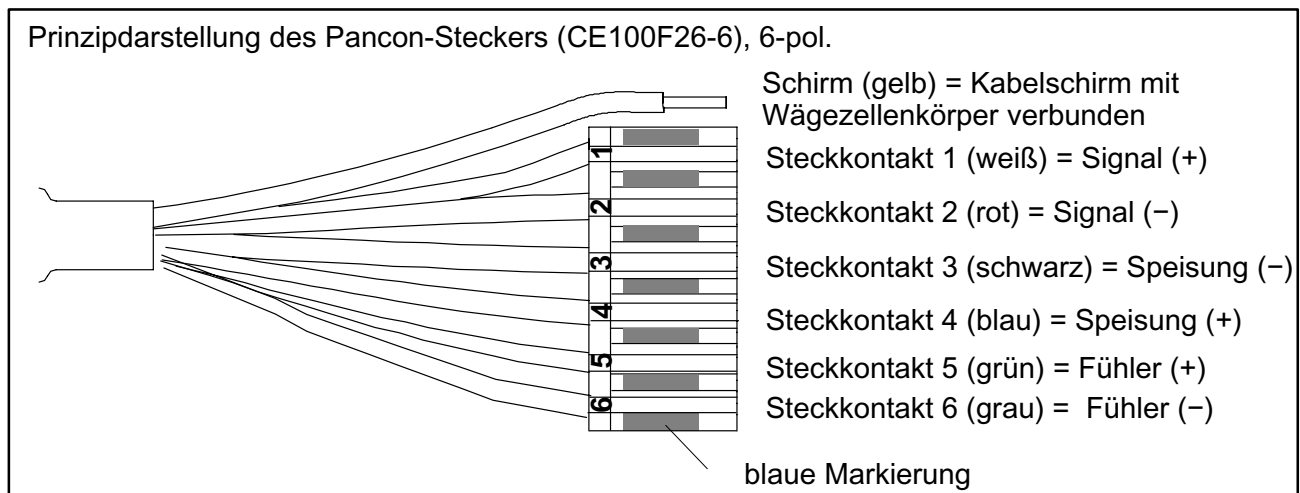 Prinzipdarstellung des Pancon-Steckers (CE100F26-6), 6-pol.
Schirm (gelb) = Kabelschirm mit
Wägezellenkörper verbunden
1
Steckkontakt 1 (weiß) = Signal (+)
2
Steckkontakt 2 (rot) = Signal (−)
3
Steckkontakt 3 (schwarz) = Speisung (−)
4
Steckkontakt 4 (blau) = Speisung (+)
5
Steckkontakt 5 (grün) = Fühler (+)
6
Steckkontakt 6 (grau) = Fühler (−)
blaue Markierung